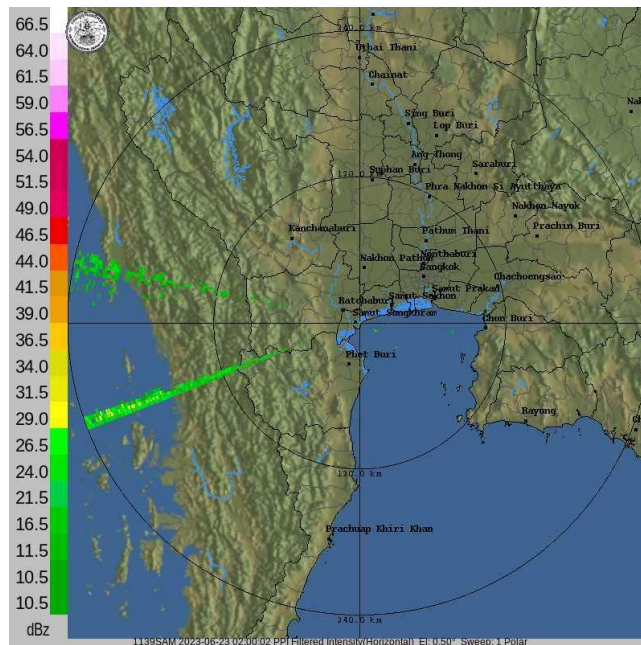 66.5
64.0
61.5
59.0
56.5
54.0
51.5
49.0
46.5
44.0
41.5
39.0
36.5
34.0
31.5
29.0
26.5
24.0
21.5
16.5
11.5
10.5
dBz
Uthai Thani
Chainat
Sing Buri
Lop Buri
Ang Thong
Saraburi
Suphan Buri
Phra Nakhon Si Ayutthaya
Nakhon Nayok
Kanchanaburi
Pathum Thani
Prachin Buri
Nonthaburi
Nakhon Pathom
Bangkok
Chachoengsao
Samut Prakan
Ratchaburi
Samut Sakhon
Samut Songkhram
Chon Buri
Phet Buri
Rayong
120.0 km
Prachuap Khiri Khan
240.0 km
1139SAM 2023-06-23 02:00:02 PPI Filtered Intensity(Horizontal) El: 0.50° Sweep: 1 Polar